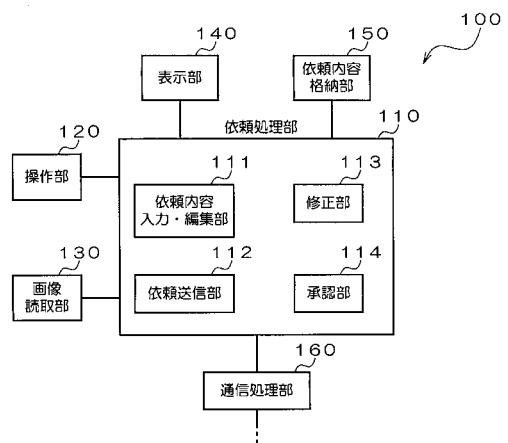 100
140
表示部
150
依頼内容
格納部
110
依頼処理部
120
操作部
111
依頼内容
入力・編集部
113
修正部
130
画像
読取部
112
依頼送信部
114
承認部
160
通信処理部